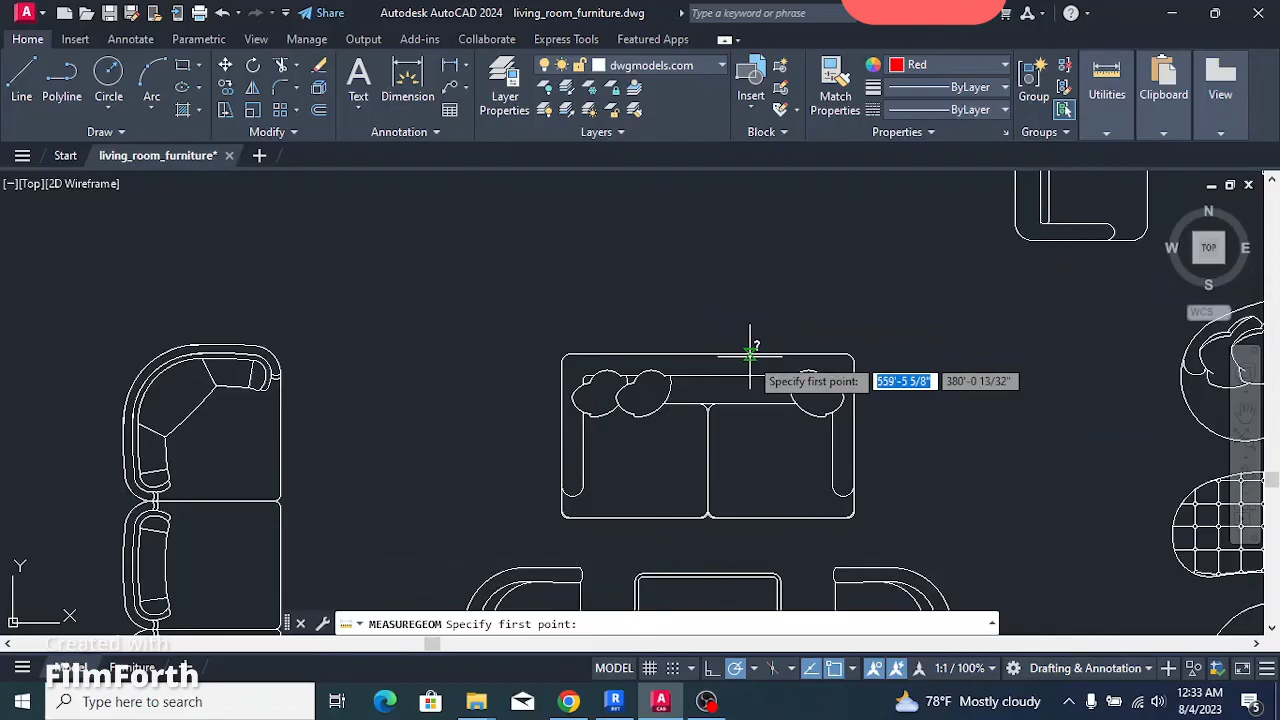 Share
Autodesk AutoCAD 2024 living_room_furniture.dwg
Type a keyword or phrase
Home Insert Annotate Parametric View Manage Output Add-ins Collaborate Express Tools Featured Apps
dwgmodels.com
Red
ByLayer
ByLayer
Line Polyline Circle Arc
Text Dimension
Layer Properties
Insert
Match Properties
Group
Utilities
Clipboard
View
Draw Modify Annotation Layers Block Properties Groups
Start living_room_furniture*
[−][Top][2D Wireframe]
N
W TOP E
S
WCS
?
Specify first point: 559'-5 5/8" 380'-0 13/32"
Y
X
MEASUREGEOM Specify first point:
Created with
FilmForth
Model Furniture
MODEL 1:1 / 100% Drafting & Annotation
Type here to search
RVT
A CAD
78°F Mostly cloudy
12:33 AM
8/4/2023